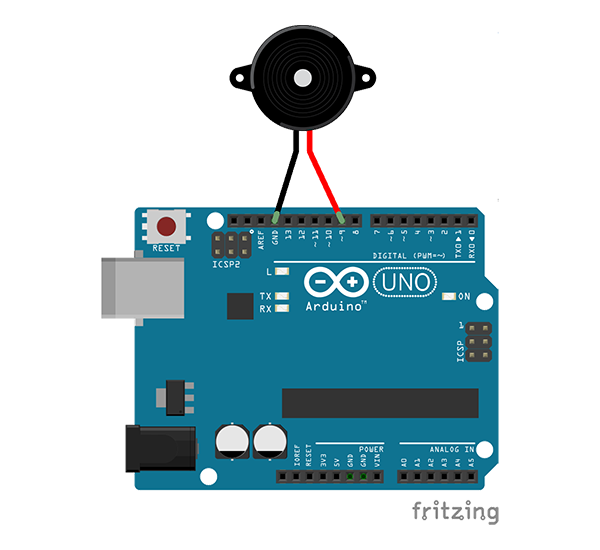 RESET
ICSP2
AREF
GND
13
12
~11
~10
~9
8
7
~6
~5
4
~3
2
TX0▶1
RX0◀0
DIGITAL (PWM=~)
L
TX
RX
Arduino™
UNO
ON
1
ICSP
POWER
ANALOG IN
IOREF
RESET
3V3
5V
GND
GND
VIN
A0
A1
A2
A3
A4
A5
fritzing